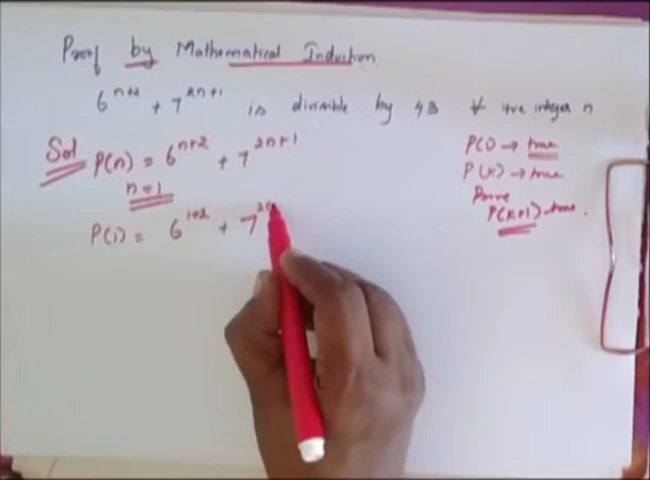 Proof by Mathematical Induction
6^{n+2} + 7^{2n+1} is divisible by 43 ∀ +ve integer n
Sol P(n) = 6^{n+2} + 7^{2n+1}
n=1
P(1) = 6^{1+2} + 7^{2(
P(1) → true
P(k) → true
Prove
P(k+1) → true.